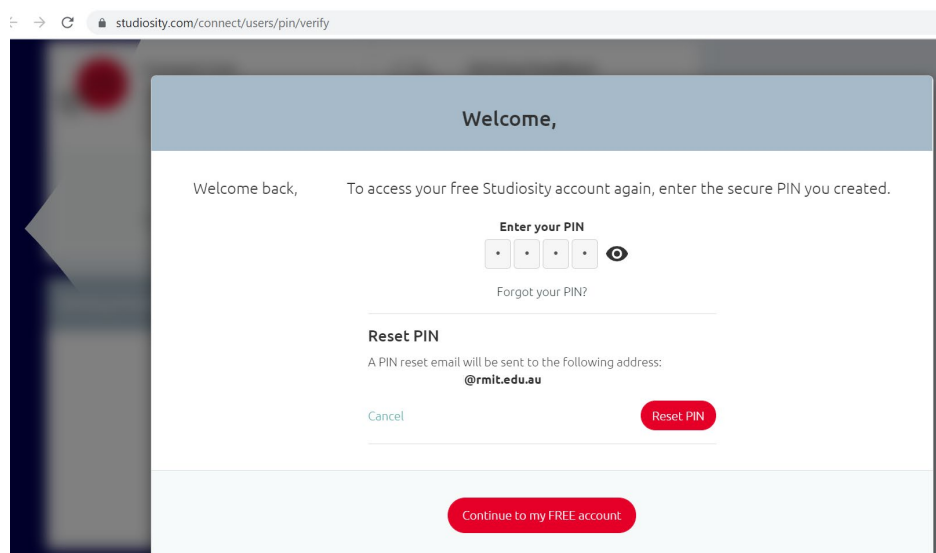 studiosity.com/connect/users/pin/verify
Welcome,
Welcome back,
To access your free Studiosity account again, enter the secure PIN you created.
Enter your PIN
Forgot your PIN?
Reset PIN
A PIN reset email will be sent to the following address:
@rmit.edu.au
Cancel
Reset PIN
Continue to my FREE account